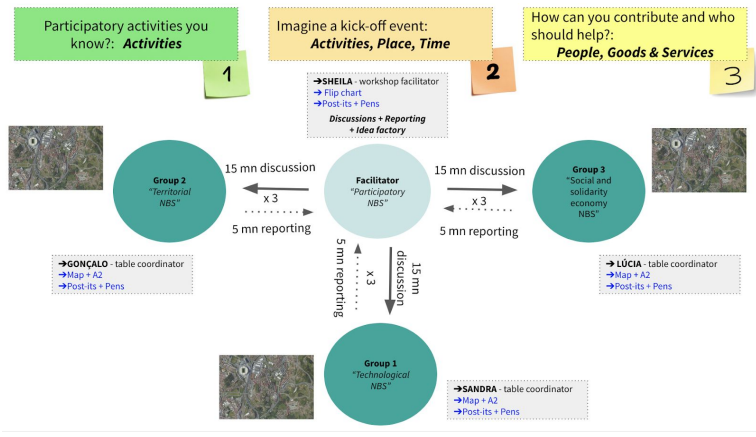 Participatory activities you
know?: Activities
1
Imagine a kick-off event:
Activities, Place, Time
2
How can you contribute and who
should help?:
People, Goods & Services
3
➔SHEILA - workshop facilitator
➔ Flip chart
➔Post-its + Pens
Discussions + Reporting
+ Idea factory
Group 2
"Territorial
NBS"
15 mn discussion
x 3
5 mn reporting
Facilitator
"Participatory
NBS"
15 mn discussion
x 3
5 mn reporting
Group 3
"Social and
solidarity
economy
NBS"
➔GONÇALO - table coordinator
➔Map + A2
➔Post-its + Pens
5 mn reporting
x 3
15 mn
discussion
➔ LÚCIA - table coordinator
➔Map + A2
➔Post-its + Pens
Group 1
"Technological
NBS"
➔SANDRA - table coordinator
➔Map + A2
➔Post-its + Pens